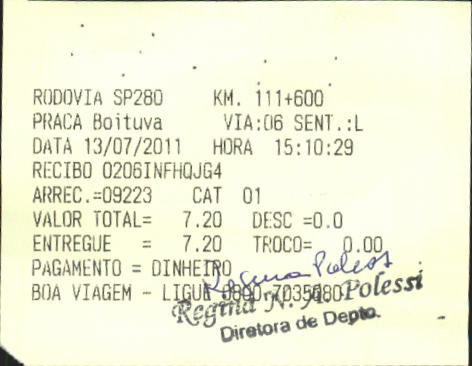 RODOVIA SP280 KM. 111+600
PRACA Boituva VIA:06 SENT.:L
DATA 13/07/2011 HORA 15:10:29
RECIBO 0206INFHQJG4
ARREC.=09223 CAT 01
VALOR TOTAL= 7.20 DESC =0.0
ENTREGUE = 7.20 TROCO= 0.00
PAGAMENTO = DINHEIRO
Regina Polessi
BOA VIAGEM - LIGUE 0800-7035080
Regina N. A. Polessi
Diretora de Depto.